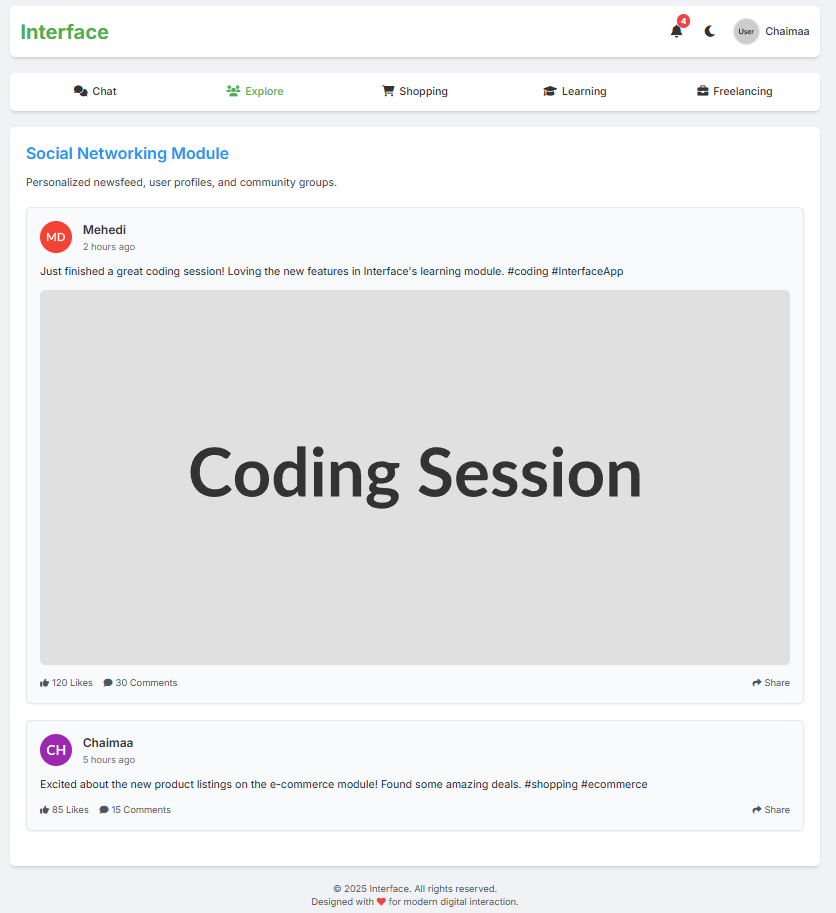 Interface
4
User
Chaimaa
Chat
Explore
Shopping
Learning
Freelancing
Social Networking Module
Personalized newsfeed, user profiles, and community groups.
MD
Mehedi
2 hours ago
Just finished a great coding session! Loving the new features in Interface's learning module. #coding #InterfaceApp
Coding Session
120 Likes
30 Comments
Share
CH
Chaimaa
5 hours ago
Excited about the new product listings on the e-commerce module! Found some amazing deals. #shopping #ecommerce
85 Likes
15 Comments
Share
© 2025 Interface. All rights reserved.
Designed with ❤ for modern digital interaction.